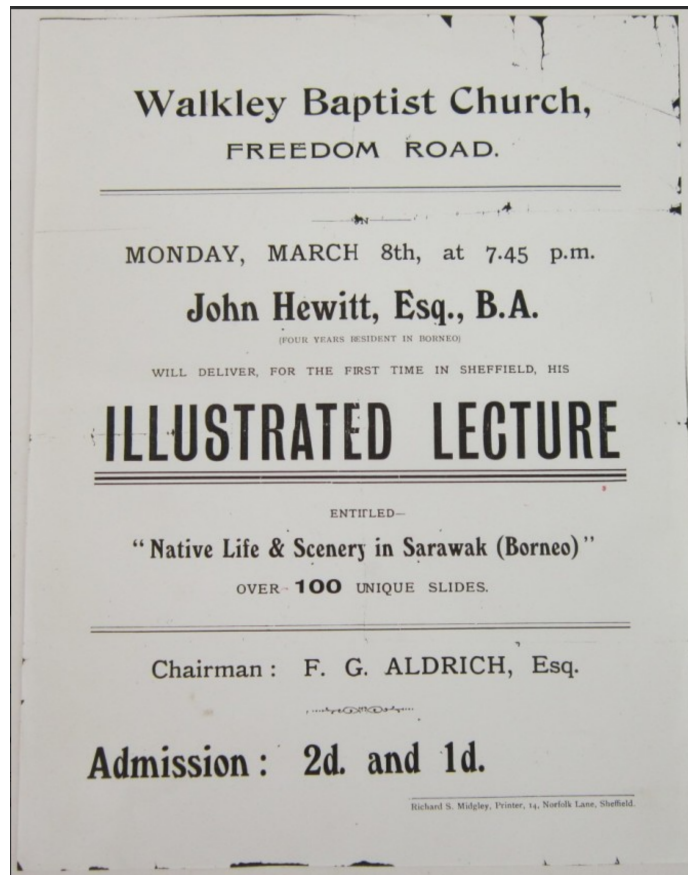 Walkley Baptist Church,
FREEDOM ROAD.
ON
MONDAY, MARCH 8th, at 7.45 p.m.
John Hewitt, Esq., B.A.
(FOUR YEARS RESIDENT IN BORNEO)
WILL DELIVER, FOR THE FIRST TIME IN SHEFFIELD, HIS
ILLUSTRATED LECTURE
ENTITLED—
"Native Life & Scenery in Sarawak (Borneo)"
OVER 100 UNIQUE SLIDES.
Chairman: F. G. ALDRICH, Esq.
Admission: 2d. and 1d.
Richard S. Midgley, Printer, 14, Norfolk Lane, Sheffield.